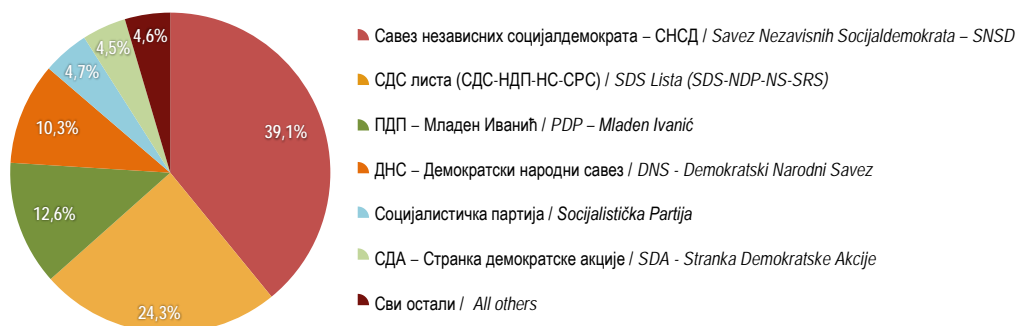 4,6%
4,5%
4,7%
10,3%
12,6%
24,3%
39,1%
Савез независних социјалдемократа – СНСД / Savez Nezavisnih Socijaldemokrata – SNSD
СДС листа (СДС-НДП-НС-СРС) / SDS Lista (SDS-NDP-NS-SRS)
ПДП – Младен Иванић / PDP – Mladen Ivanić
ДНС – Демократски народни савез / DNS - Demokratski Narodni Savez
Социјалистичка партија / Socijalistička Partija
СДА – Странка демократске акције / SDA - Stranka Demokratske Akcije
Сви остали / All others